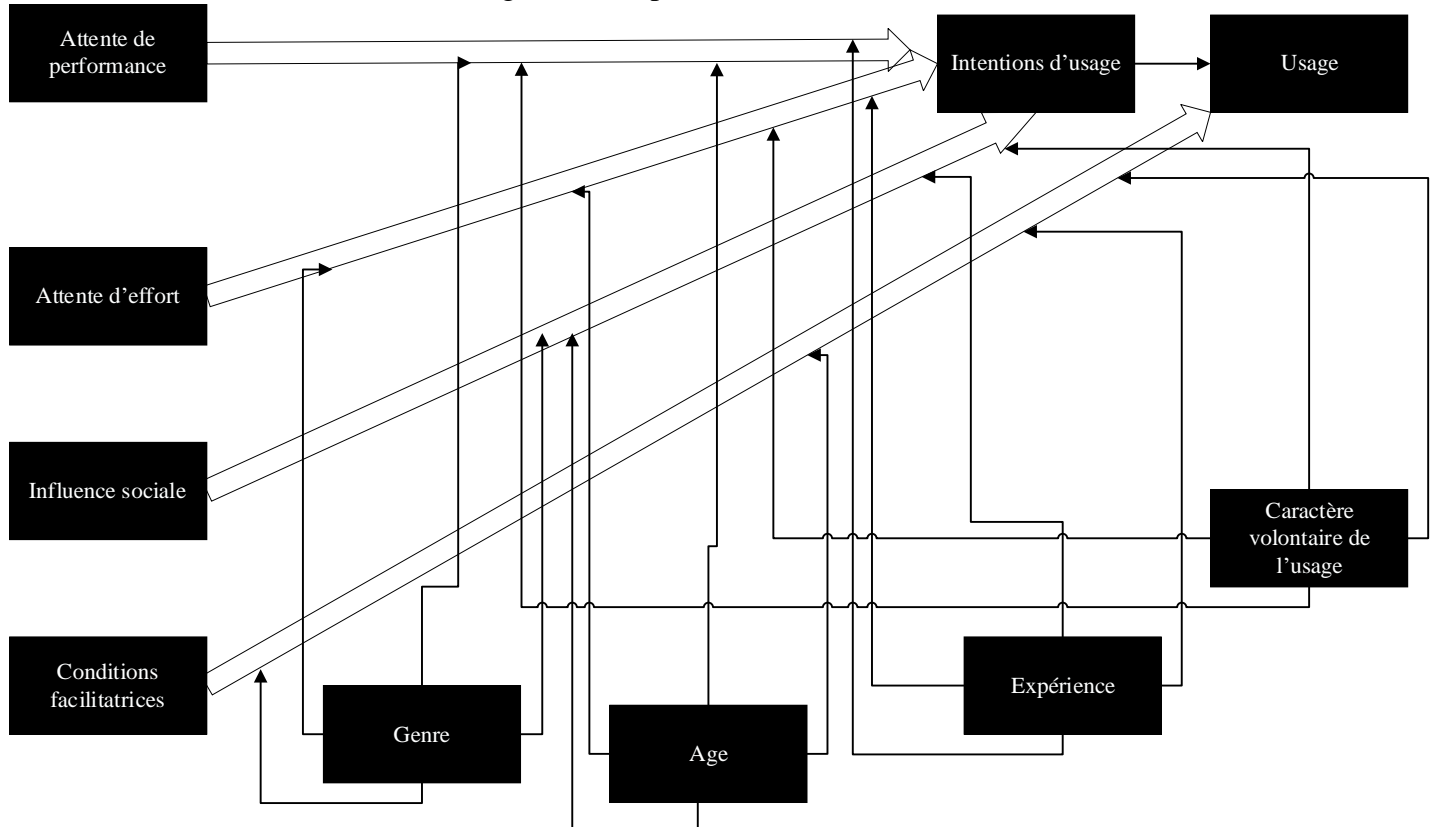 Attente de
performance
Intentions d’usage
Usage
Attente d’effort
Influence sociale
Caractère
volontaire de
l’usage
Conditions
facilitatrices
Expérience
Genre
Age